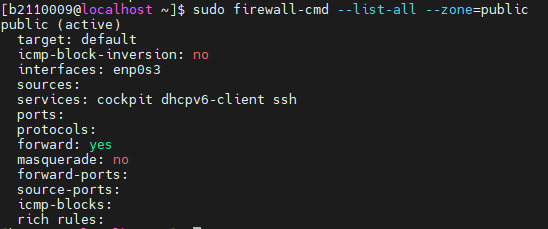 [b2110009@localhost ~]$ sudo firewall-cmd --list-all --zone=public
public (active)
  target: default
  icmp-block-inversion: no
  interfaces: enp0s3
  sources:
  services: cockpit dhcpv6-client ssh
  ports:
  protocols:
  forward: yes
  masquerade: no
  forward-ports:
  source-ports:
  icmp-blocks:
  rich rules: